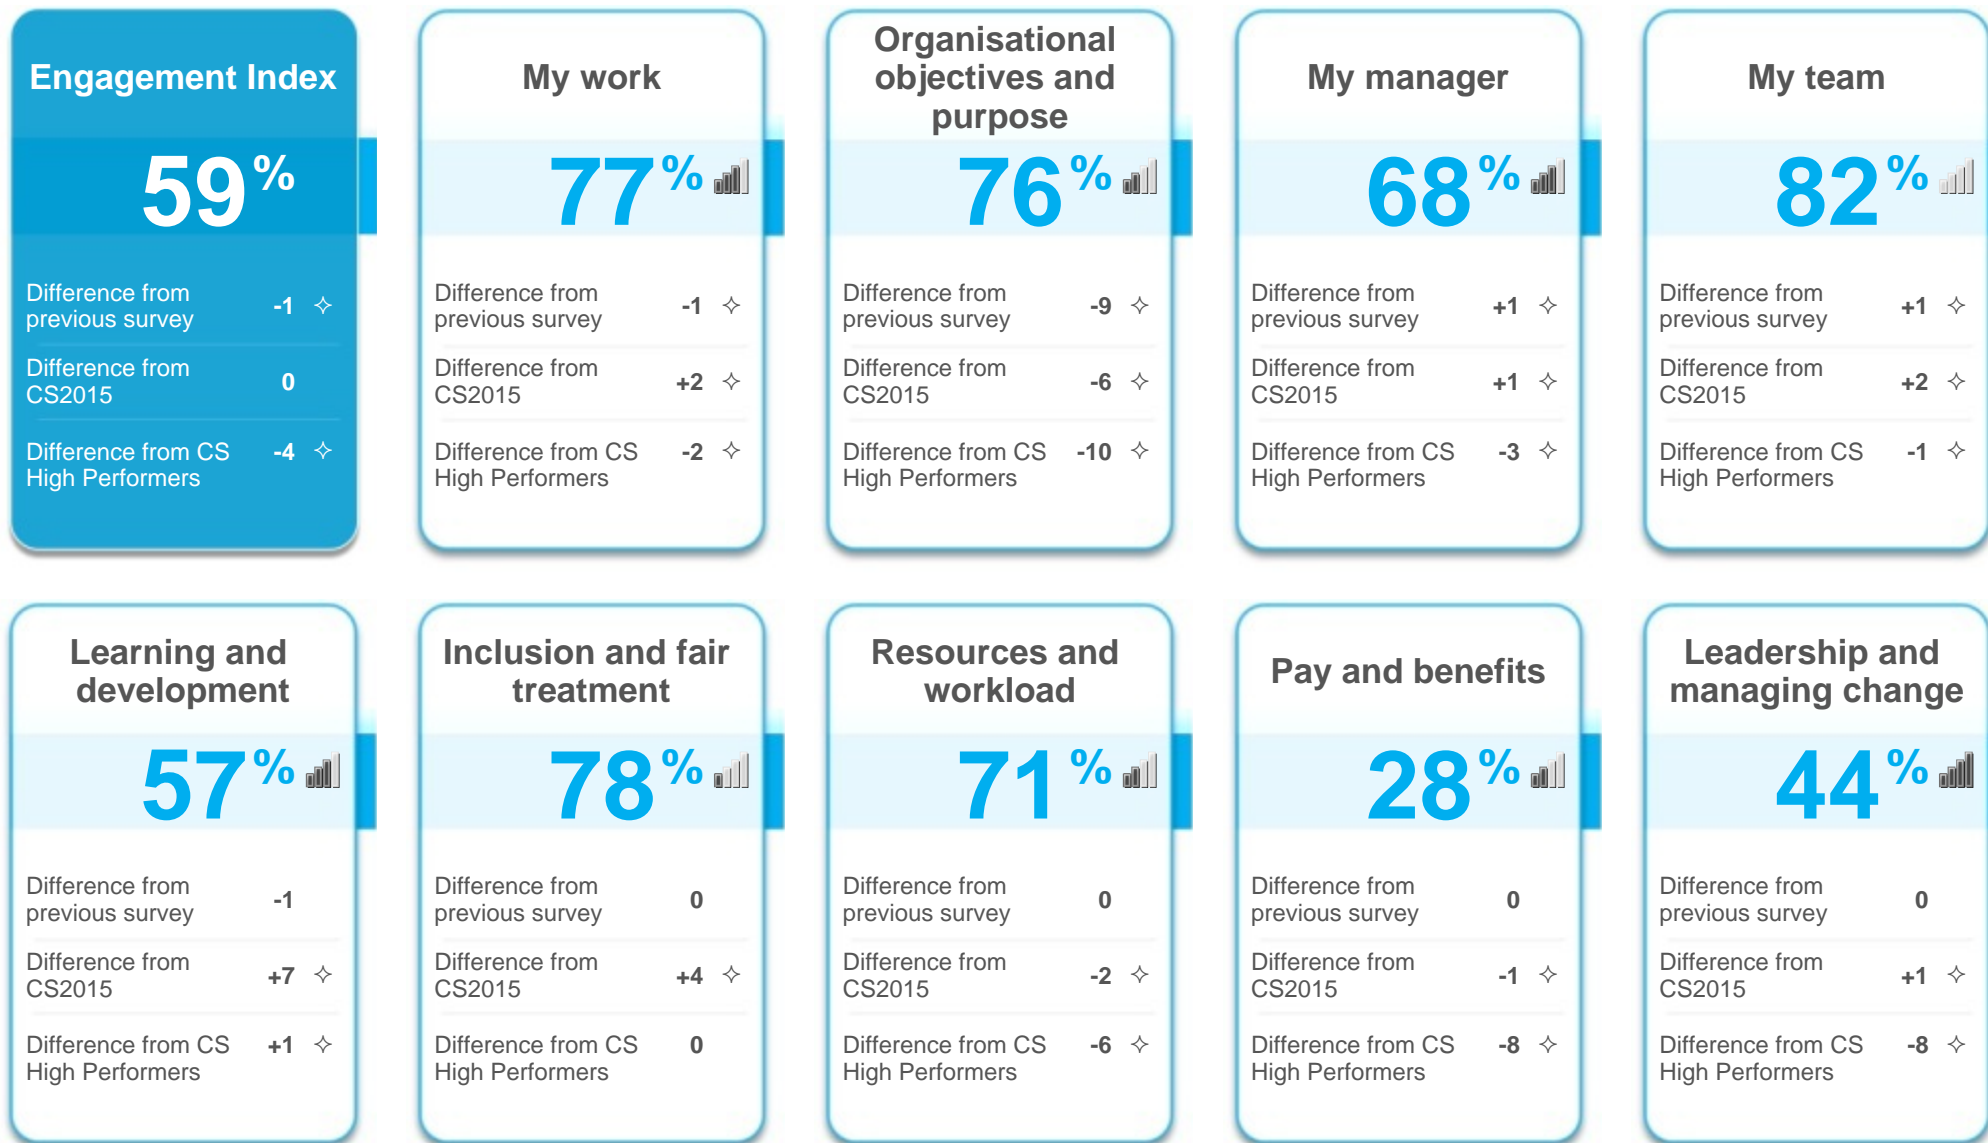 Engagement Index
59%
Difference from
previous survey
-1 ✧
Difference from
CS2015
0
Difference from CS
High Performers
-4 ✧
My work
77%
Difference from
previous survey
-1 ✧
Difference from
CS2015
+2 ✧
Difference from CS
High Performers
-2 ✧
Organisational
objectives and
purpose
76%
Difference from
previous survey
-9 ✧
Difference from
CS2015
-6 ✧
Difference from CS
High Performers
-10 ✧
My manager
68%
Difference from
previous survey
+1 ✧
Difference from
CS2015
+1 ✧
Difference from CS
High Performers
-3 ✧
My team
82%
Difference from
previous survey
+1 ✧
Difference from
CS2015
+2 ✧
Difference from CS
High Performers
-1 ✧
Learning and
development
57%
Difference from
previous survey
-1
Difference from
CS2015
+7 ✧
Difference from CS
High Performers
+1 ✧
Inclusion and fair
treatment
78%
Difference from
previous survey
0
Difference from
CS2015
+4 ✧
Difference from CS
High Performers
0
Resources and
workload
71%
Difference from
previous survey
0
Difference from
CS2015
-2 ✧
Difference from CS
High Performers
-6 ✧
Pay and benefits
28%
Difference from
previous survey
0
Difference from
CS2015
-1 ✧
Difference from CS
High Performers
-8 ✧
Leadership and
managing change
44%
Difference from
previous survey
0
Difference from
CS2015
+1 ✧
Difference from CS
High Performers
-8 ✧